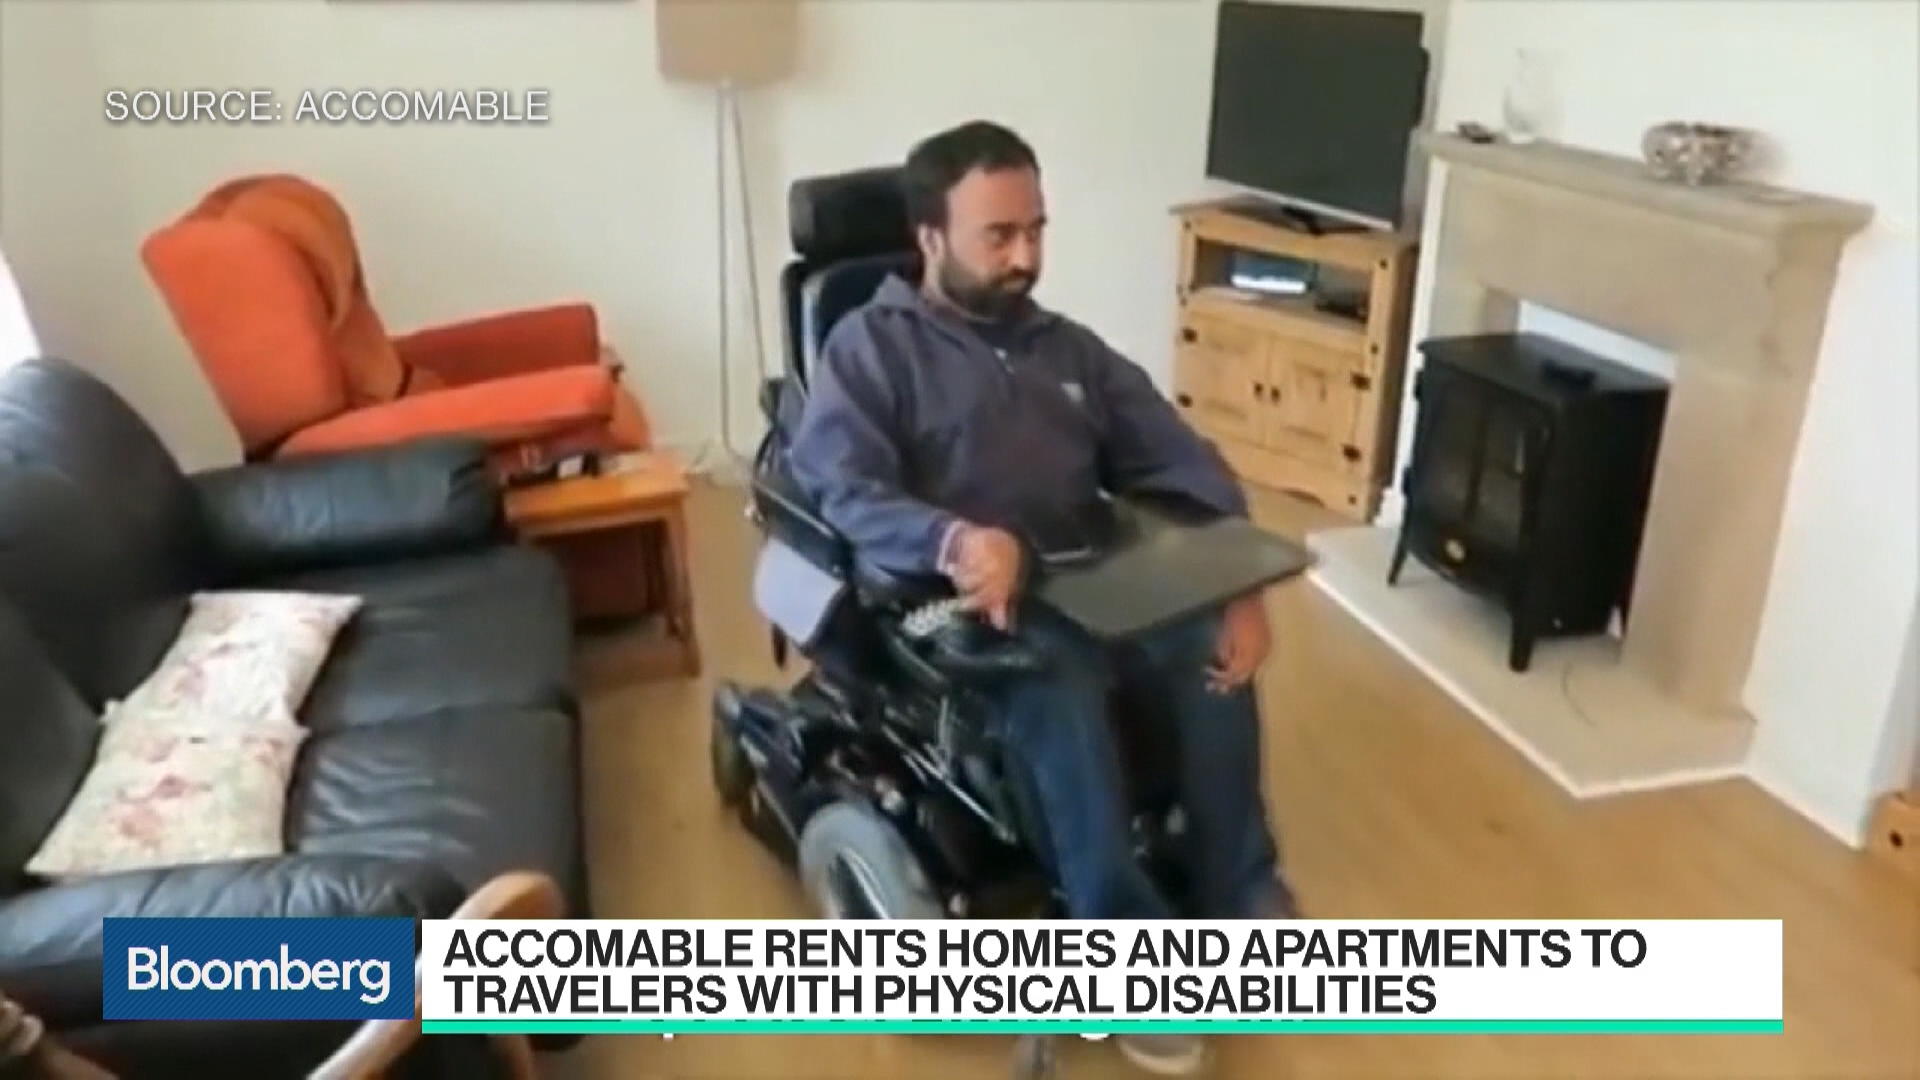 SOURCE: ACCOMABLE
Bloomberg
ACCOMABLE RENTS HOMES AND APARTMENTS TO
TRAVELERS WITH PHYSICAL DISABILITIES